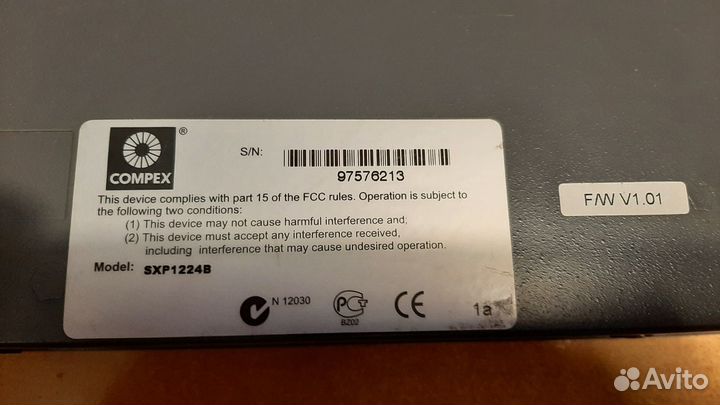 ®
COMPEX
S/N:
97576213
This device complies with part 15 of the FCC rules. Operation is subject to
the following two conditions:
(1) This device may not cause harmful interference and,
(2) This device must accept any interference received,
including interference that may cause undesired operation.
Model: SXP1224B
N 12030
PCT
BZ02
CE
1a
F/W V1.01
Avito